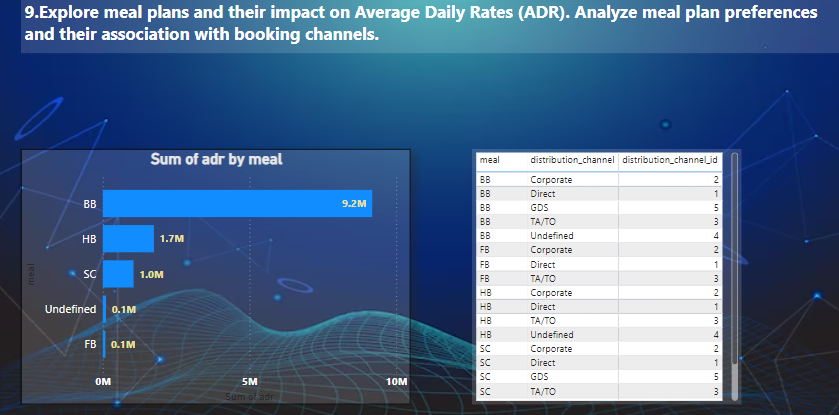 9.Explore meal plans and their impact on Average Daily Rates (ADR). Analyze meal plan preferences
and their association with booking channels.
Sum of adr by meal
meal
BB 9.2M
HB 1.7M
SC 1.0M
Undefined 0.1M
FB 0.1M
0M 5M 10M
Sum of adr
meal distribution_channel distribution_channel_id
BB Corporate 2
BB Direct 1
BB GDS 5
BB TA/TO 3
BB Undefined 4
FB Corporate 2
FB Direct 1
FB TA/TO 3
HB Corporate 2
HB Direct 1
HB TA/TO 3
HB Undefined 4
SC Corporate 2
SC Direct 1
SC GDS 5
SC TA/TO 3